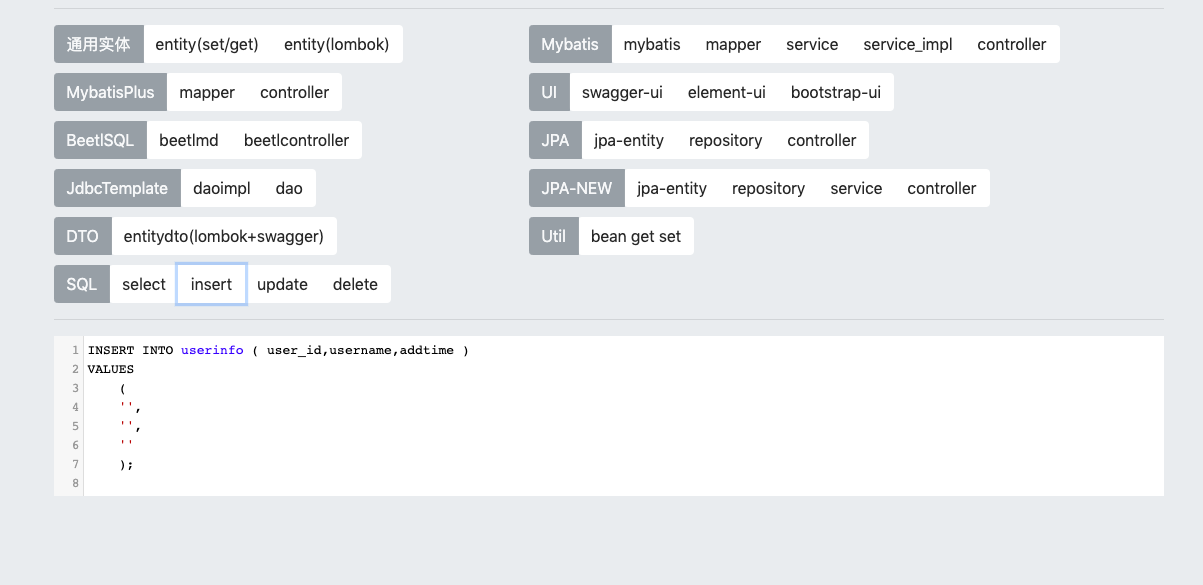 通用实体 entity(set/get) entity(lombok) Mybatis mybatis mapper service service_impl controller
MybatisPlus mapper controller UI swagger-ui element-ui bootstrap-ui
BeetlSQL beetlmd beetlcontroller JPA jpa-entity repository controller
JdbcTemplate daoimpl dao JPA-NEW jpa-entity repository service controller
DTO entitydto(lombok+swagger) Util bean get set
SQL select insert update delete
1 INSERT INTO userinfo ( user_id,username,addtime )
2 VALUES
3 (
4 '',
5 '',
6 ''
7 );
8